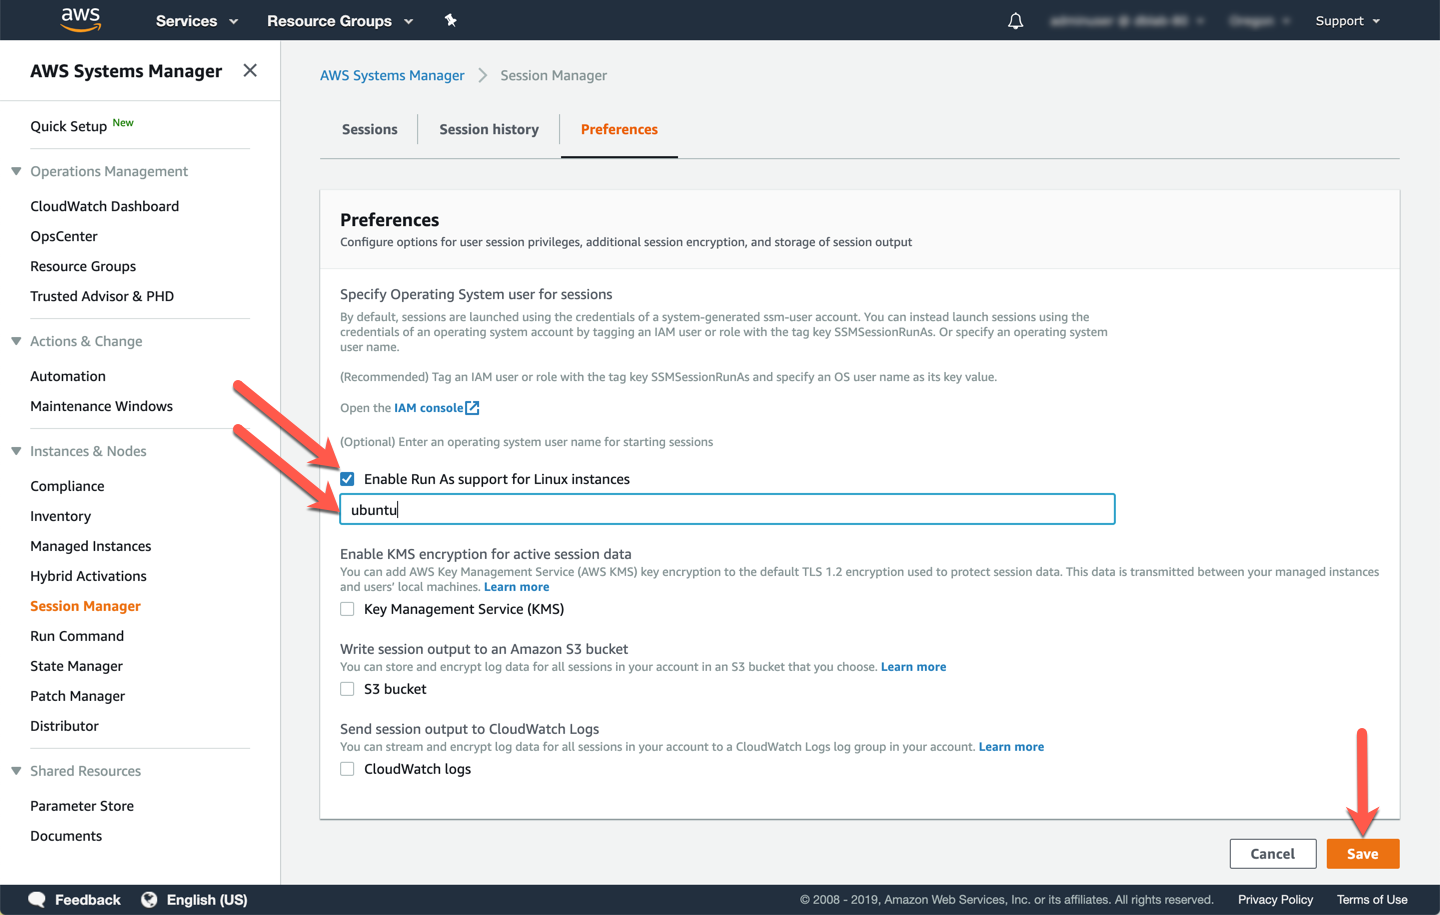 aws
Services
Resource Groups
Support
AWS Systems Manager
Quick Setup New
Operations Management
CloudWatch Dashboard
OpsCenter
Resource Groups
Trusted Advisor & PHD
Actions & Change
Automation
Maintenance Windows
Instances & Nodes
Compliance
Inventory
Managed Instances
Hybrid Activations
Session Manager
Run Command
State Manager
Patch Manager
Distributor
Shared Resources
Parameter Store
Documents
AWS Systems Manager
Session Manager
Sessions
Session history
Preferences
Preferences
Configure options for user session privileges, additional session encryption, and storage of session output
Specify Operating System user for sessions
By default, sessions are launched using the credentials of a system-generated ssm-user account. You can instead launch sessions using the
credentials of an operating system account by tagging an IAM user or role with the tag key SSMSessionRunAs. Or specify an operating system
user name.
(Recommended) Tag an IAM user or role with the tag key SSMSessionRunAs and specify an OS user name as its key value.
Open the IAM console
(Optional) Enter an operating system user name for starting sessions
Enable Run As support for Linux instances
ubuntu
Enable KMS encryption for active session data
You can add AWS Key Management Service (AWS KMS) key encryption to the default TLS 1.2 encryption used to protect session data. This data is transmitted between your managed instances
and users' local machines. Learn more
Key Management Service (KMS)
Write session output to an Amazon S3 bucket
You can store and encrypt log data for all sessions in your account in an S3 bucket that you choose. Learn more
S3 bucket
Send session output to CloudWatch Logs
You can stream and encrypt log data for all sessions in your account to a CloudWatch Logs log group in your account. Learn more
CloudWatch logs
Cancel
Save
Feedback
English (US)
© 2008 - 2019, Amazon Web Services, Inc. or its affiliates. All rights reserved.
Privacy Policy
Terms of Use